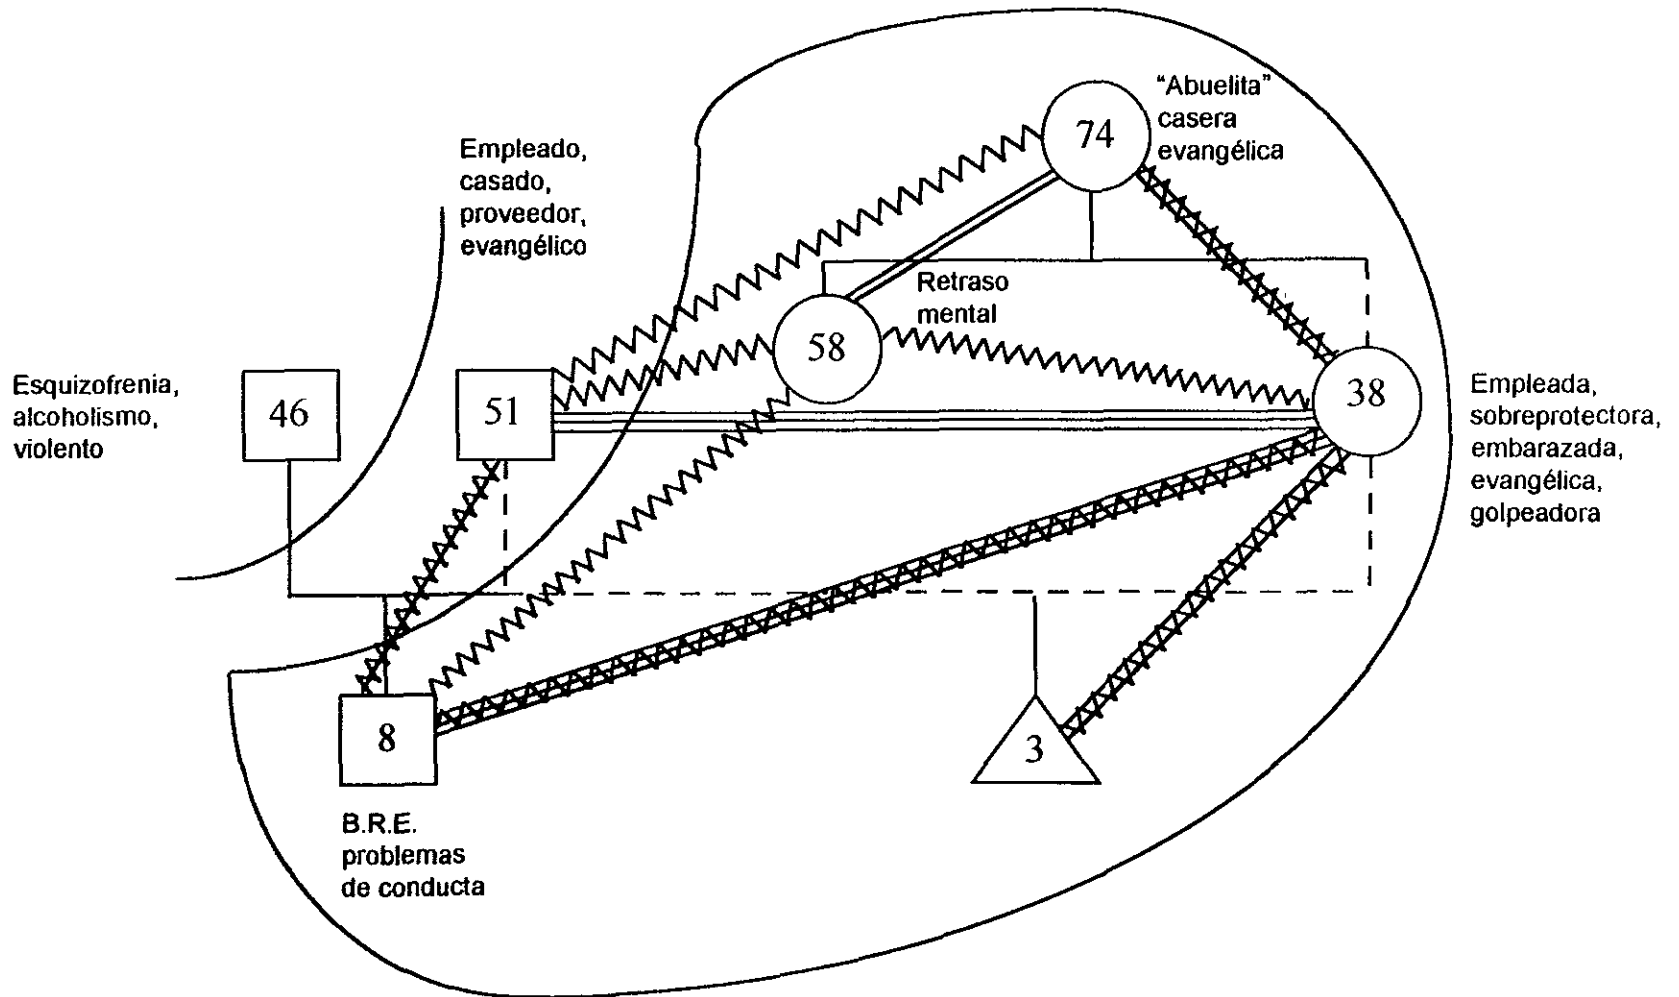 "Abuelita"
casera
evangélica
74
Empleado,
casado,
proveedor,
evangélico
Retraso
mental
58
Esquizofrenia,
alcoholismo,
violento
46
51
38
Empleada,
sobreprotectora,
embarazada,
evangélica,
golpeadora
8
B.R.E.
problemas
de conducta
3